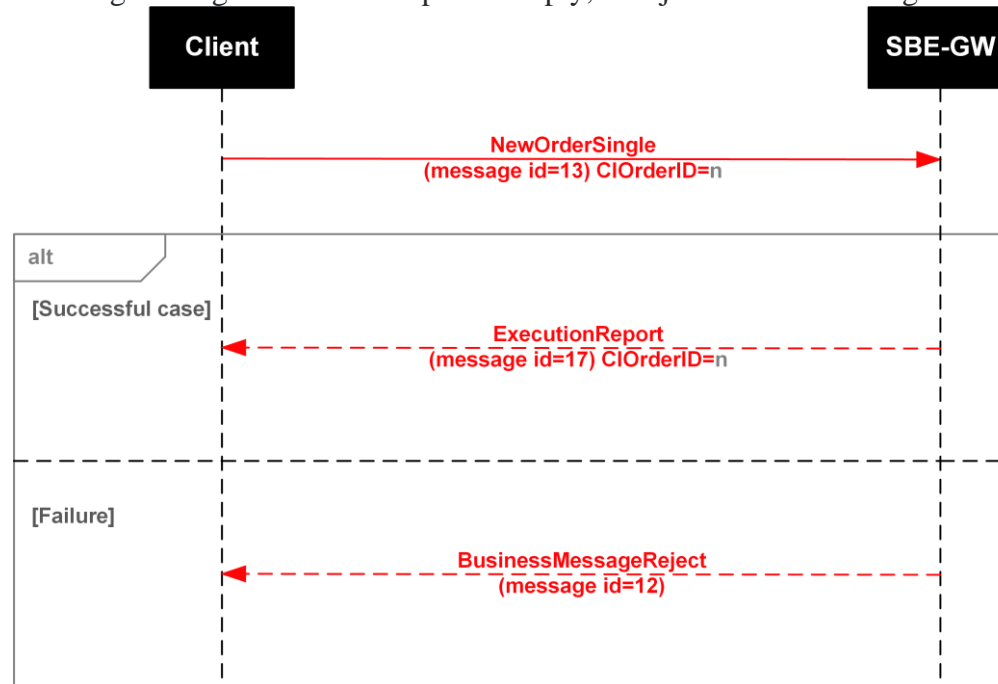 Client
SBE-GW
NewOrderSingle
(message id=13) ClOrderID=n
alt
[Successful case]
ExecutionReport
(message id=17) ClOrderID=n
[Failure]
BusinessMessageReject
(message id=12)